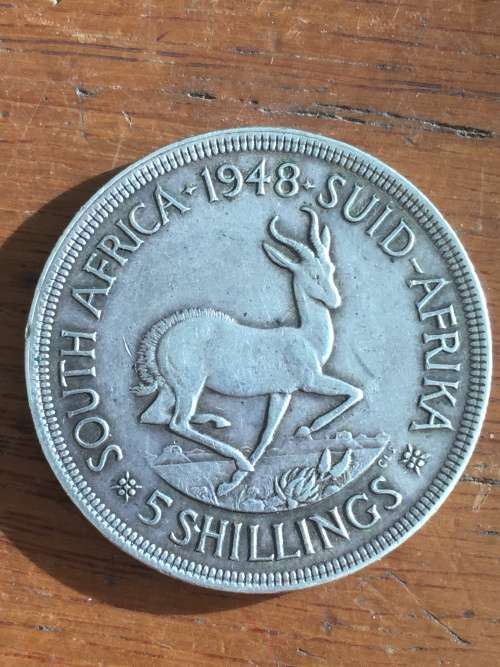 SOUTH AFRICA · 1948 · SUID-AFRIKA
5 SHILLINGS